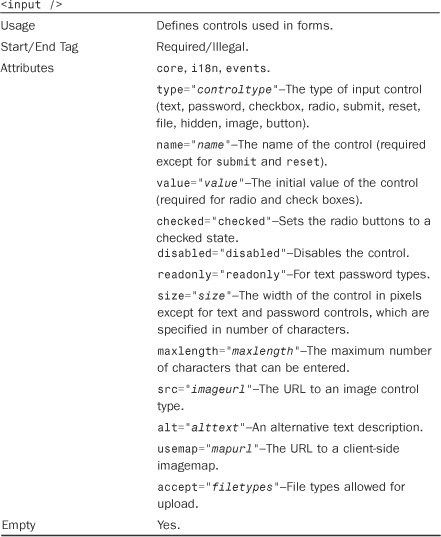 <input />
Usage Defines controls used in forms.
Start/End Tag Required/Illegal.
Attributes core, i18n, events.
type="controltype"–The type of input control
(text, password, checkbox, radio, submit, reset,
file, hidden, image, button).
name="name"–The name of the control (required
except for submit and reset).
value="value"–The initial value of the control
(required for radio and check boxes).
checked="checked"–Sets the radio buttons to a
checked state.
disabled="disabled"–Disables the control.
readonly="readonly"–For text password types.
size="size"–The width of the control in pixels
except for text and password controls, which are
specified in number of characters.
maxlength="maxlength"–The maximum number
of characters that can be entered.
src="imageurl"–The URL to an image control
type.
alt="alttext"–An alternative text description.
usemap="mapurl"–The URL to a client-side
imagemap.
accept="filetypes"–File types allowed for
upload.
Empty Yes.